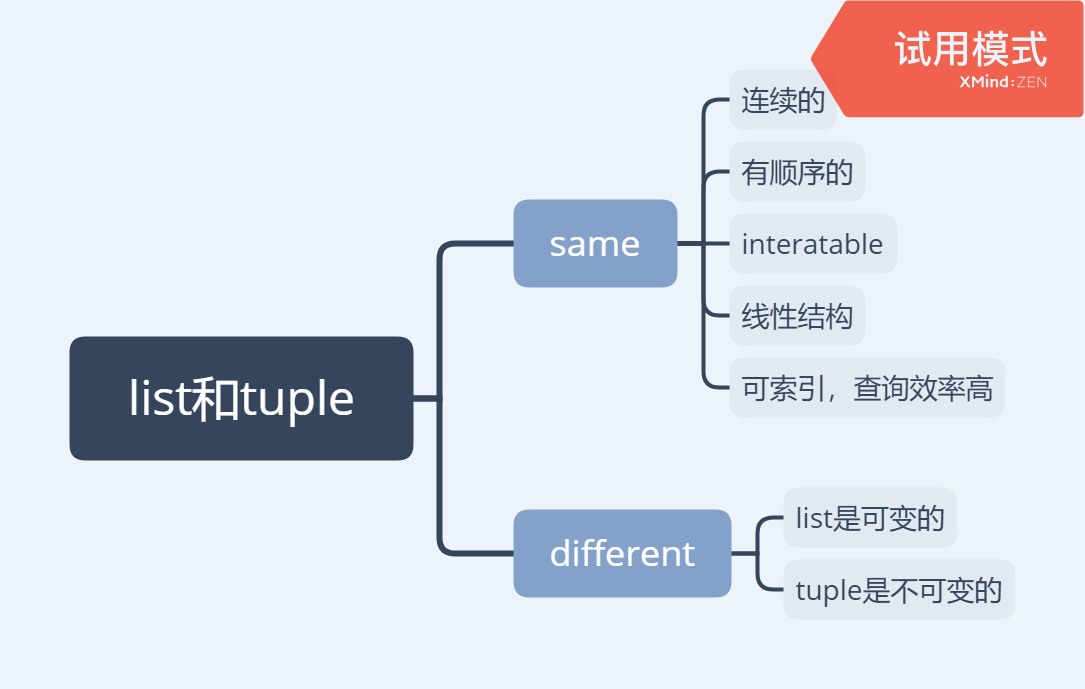 试用模式
XMind:ZEN
list和tuple
same
连续的
有顺序的
interatable
线性结构
可索引，查询效率高
different
list是可变的
tuple是不可变的